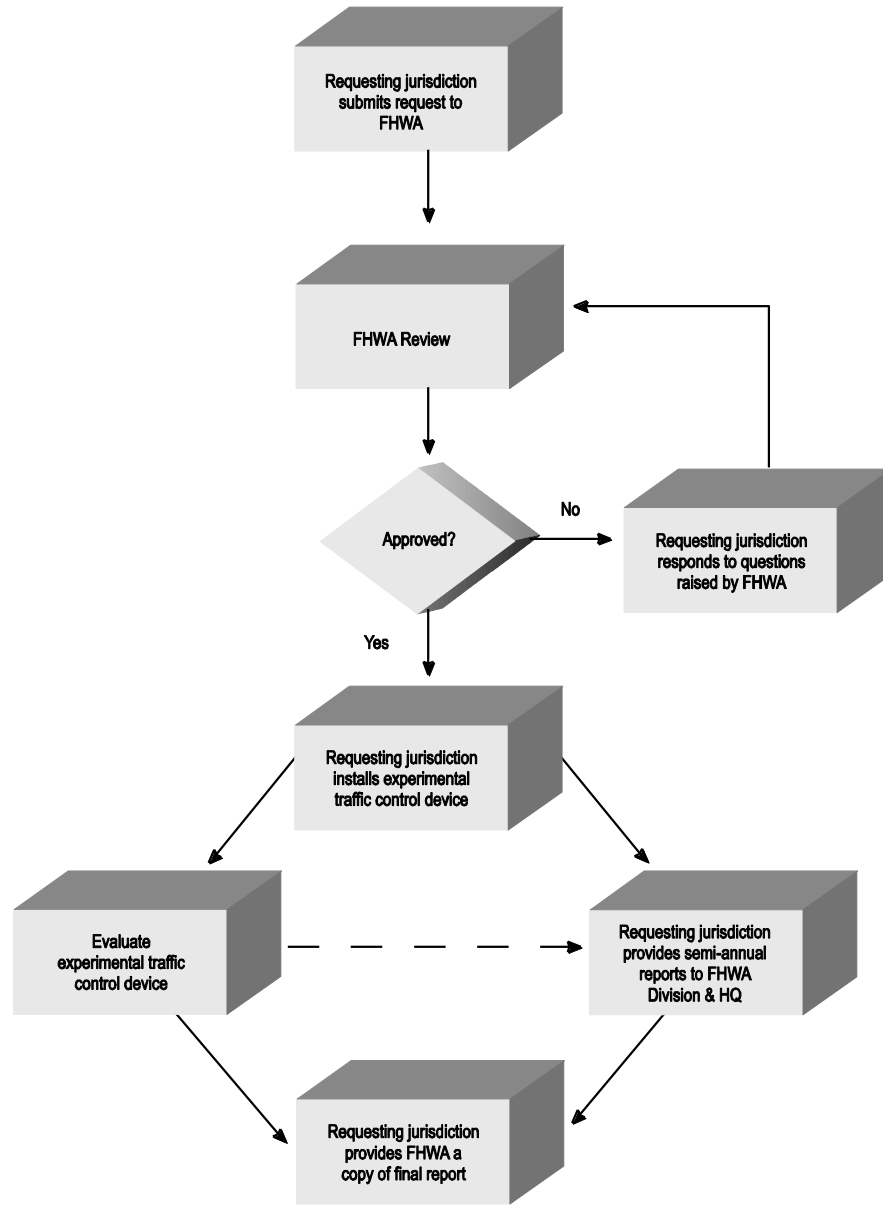 Requesting jurisdiction
submits request to
FHWA
FHWA Review
Approved?
No
Requesting jurisdiction
responds to questions
raised by FHWA
Yes
Requesting jurisdiction
installs experimental
traffic control device
Evaluate
experimental traffic
control device
Requesting jurisdiction
provides semi-annual
reports to FHWA
Division & HQ
Requesting jurisdiction
provides FHWA a
copy of final report